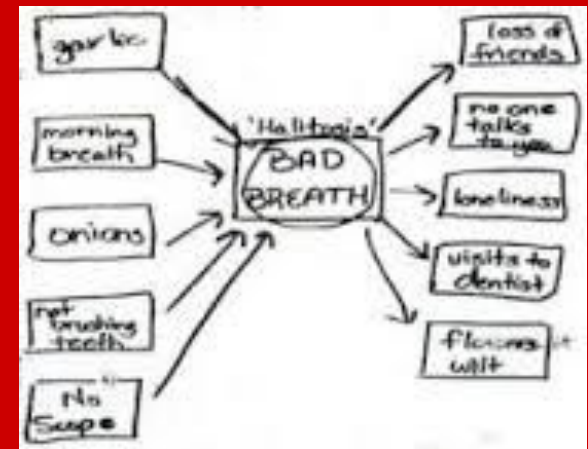 garlic
morning
breath
onions
not
brushing
teeth
No
Scope
'Halitosis'
BAD
BREATH
loss of
friends
no one
talks
to you
loneliness
visits to
dentist
flowers
wilt